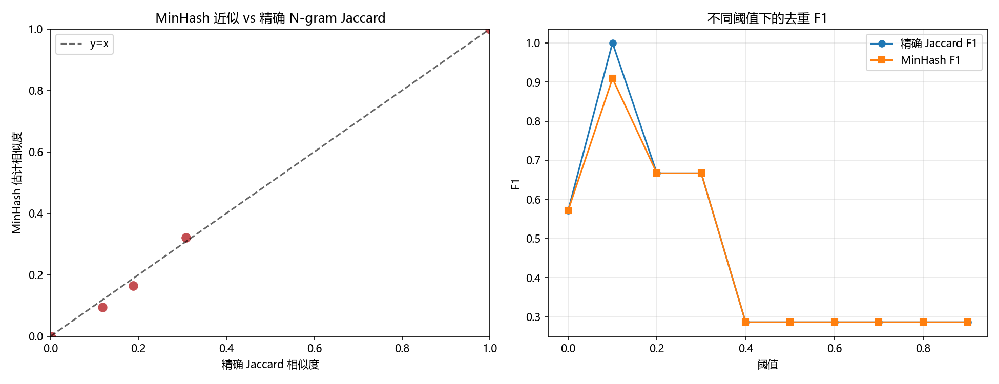 MinHash 近似 vs 精确 N-gram Jaccard
y=x
1.0
0.8
0.6
0.4
0.2
0.0
0.0 0.2 0.4 0.6 0.8 1.0
MinHash 估计相似度
精确 Jaccard 相似度
不同阈值下的去重 F1
精确 Jaccard F1
MinHash F1
1.0
0.9
0.8
0.7
0.6
0.5
0.4
0.3
0.0 0.2 0.4 0.6 0.8
F1
阈值